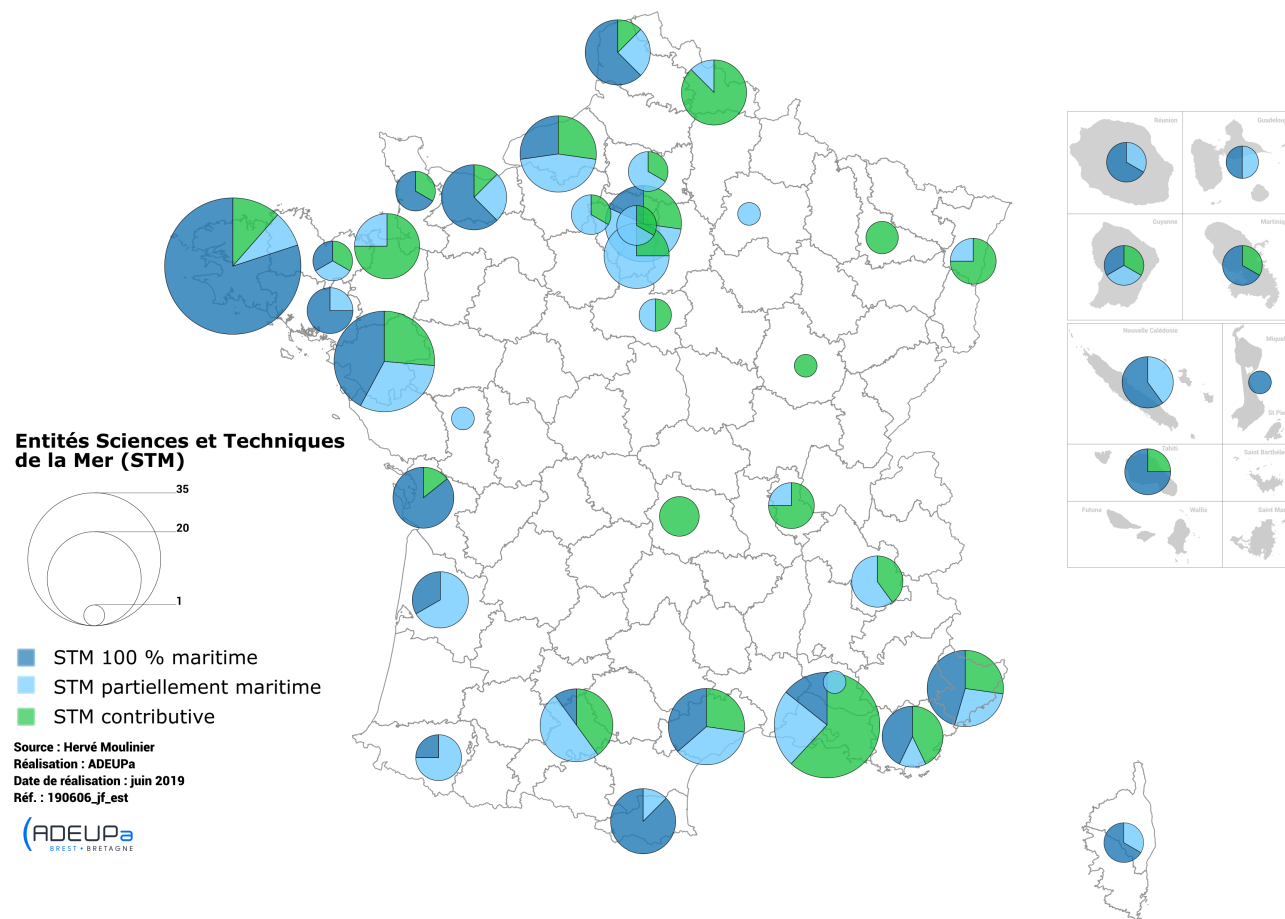 Réunion
Guyane
Nouvelle Calédonie
Tahiti
Futuna
Wallis
Entités Sciences et Techniques
de la Mer (STM)
35
20
1
STM 100 % maritime
STM partiellement maritime
STM contributive
Source : Hervé Moulinier
Réalisation : ADEUPa
Date de réalisation : juin 2019
Réf. : 190606_jf_est
ADEUPa
BREST • BRETAGNE